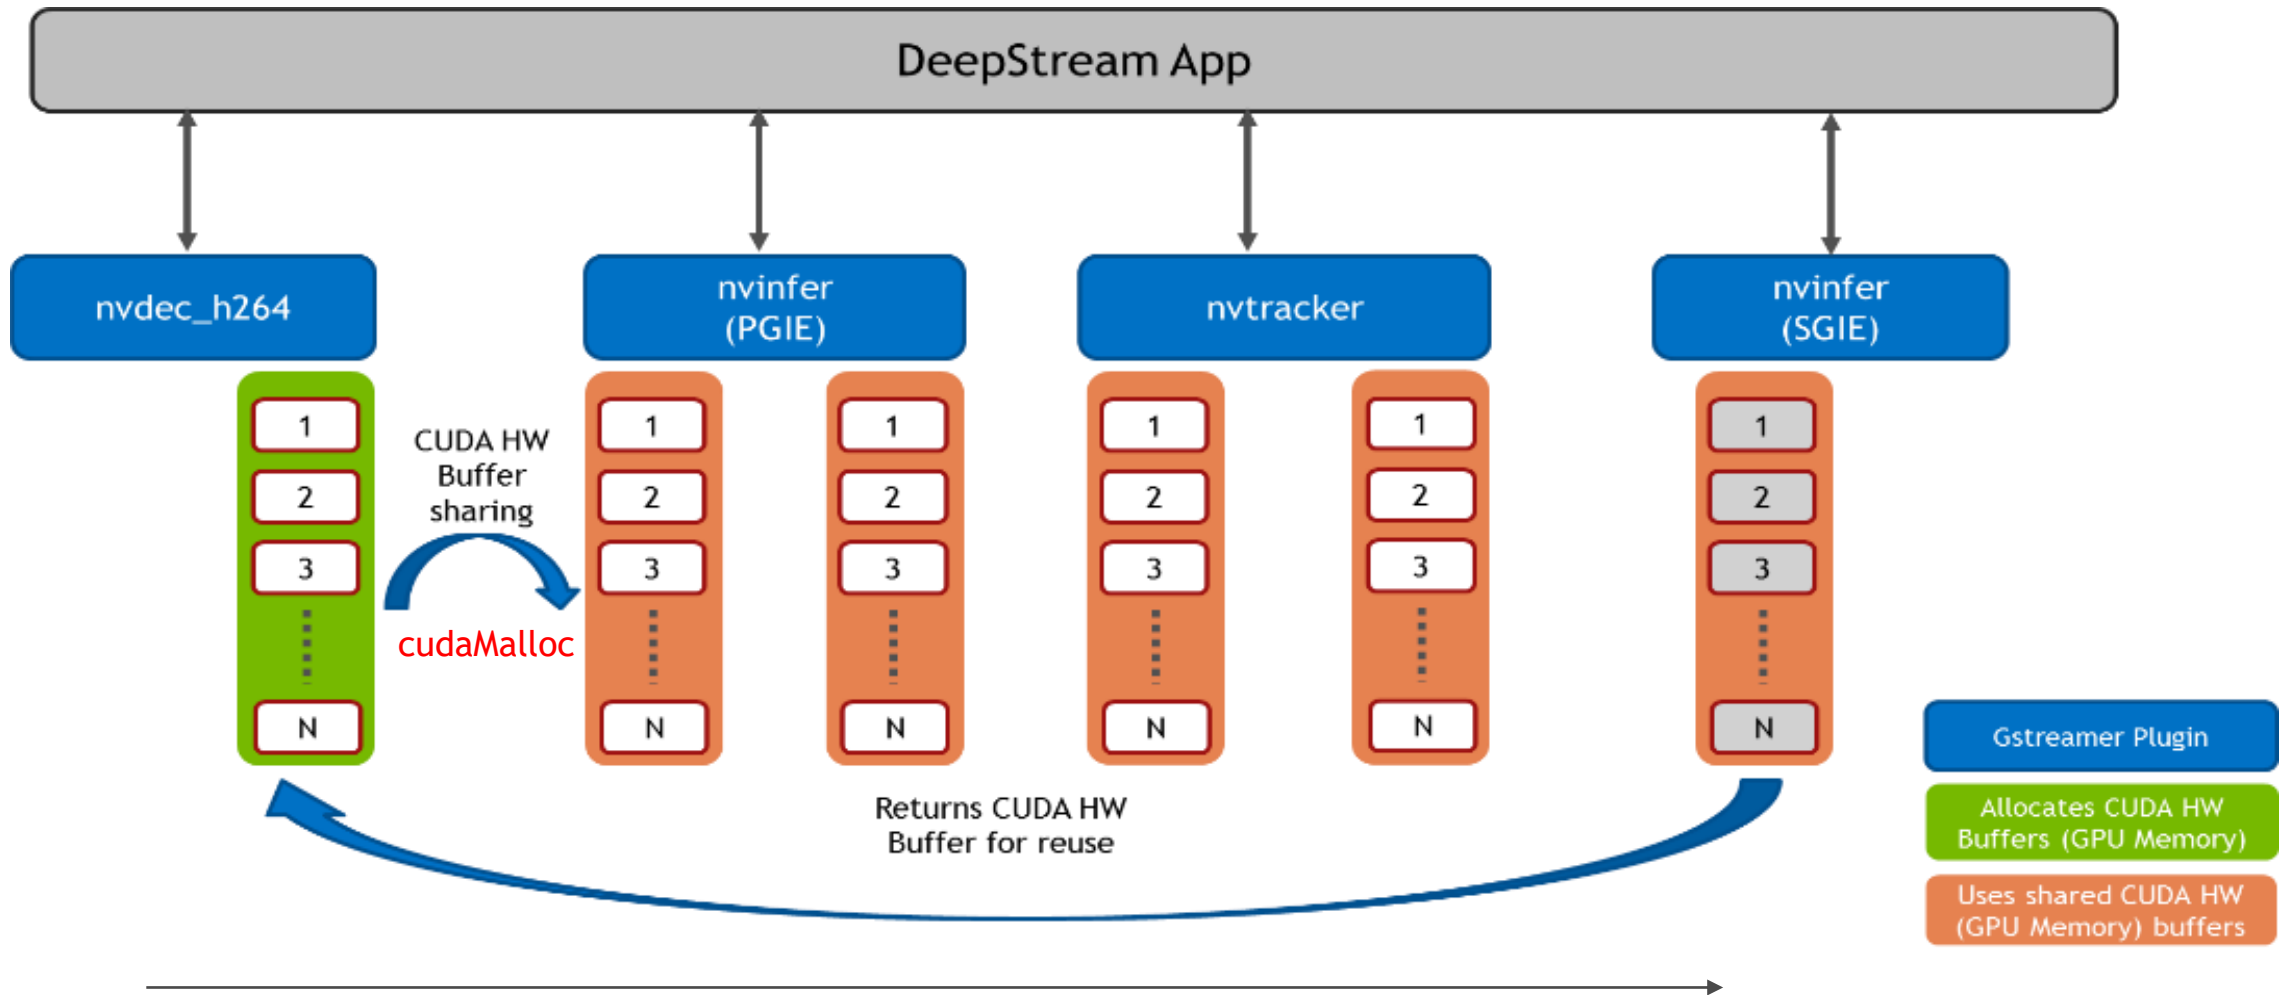 DeepStream App
nvdec_h264
nvinfer
(PGIE)
nvtracker
nvinfer
(SGIE)
1
2
3
N
CUDA HW
Buffer
sharing
cudaMalloc
1
2
3
N
1
2
3
N
1
2
3
N
1
2
3
N
1
2
3
N
Returns CUDA HW
Buffer for reuse
Gstreamer Plugin
Allocates CUDA HW
Buffers (GPU Memory)
Uses shared CUDA HW
(GPU Memory) buffers